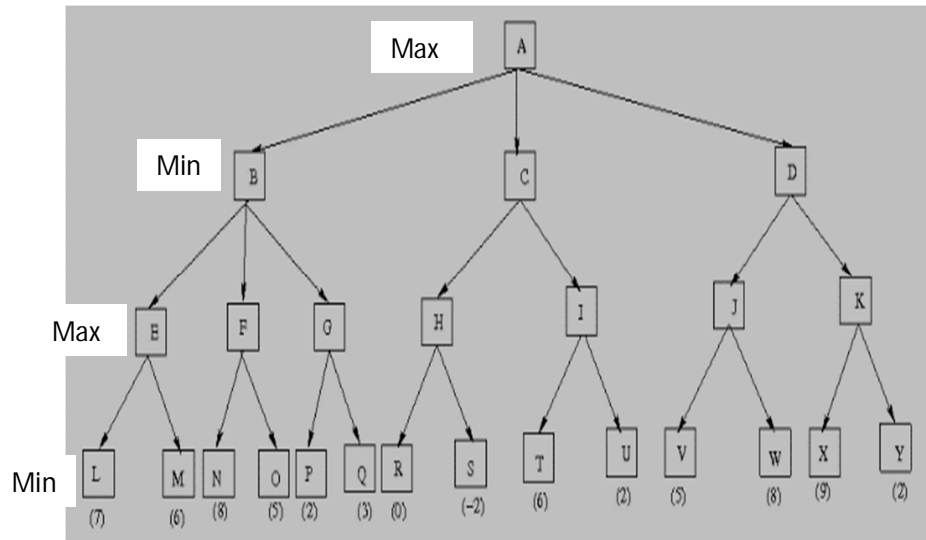 Max A
Min B C D
Max E F G H I J K
Min L M N O P Q R S T U V W X Y
(7) (6) (8) (5) (2) (3) (0) (-2) (6) (2) (5) (8) (9) (2)